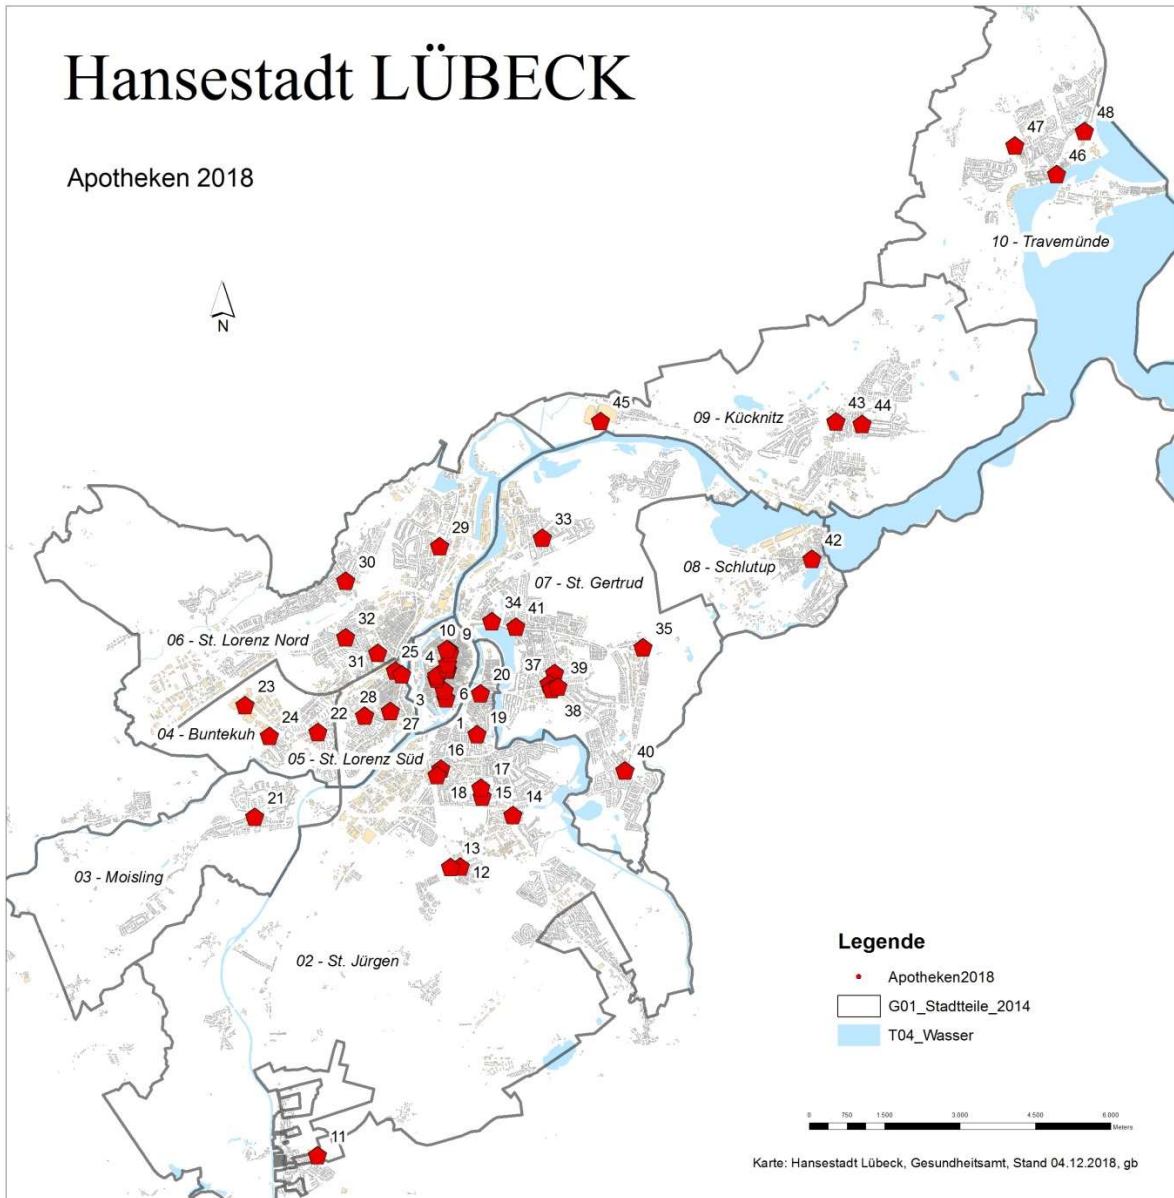 Hansestadt LÜBECK
Apotheken 2018
N
47
48
46
10 - Travemünde
45
09 - Kücknitz
43
44
29
33
42
30
07 - St. Gertrud
08 - Schlutup
34
41
06 - St. Lorenz Nord
32
10
9
35
31
25
4
37
39
23
28
3
6
20
38
24
22
27
1
19
04 - Buntekuh
05 - St. Lorenz Süd
16
17
40
18
15
14
21
13
12
03 - Moisling
02 - St. Jürgen
11
Legende
Apotheken2018
G01_Stadtteile_2014
T04_Wasser
0 750 1.500 3.000 4.500 6.000
Meters
Karte: Hansestadt Lübeck, Gesundheitsamt, Stand 04.12.2018, gb